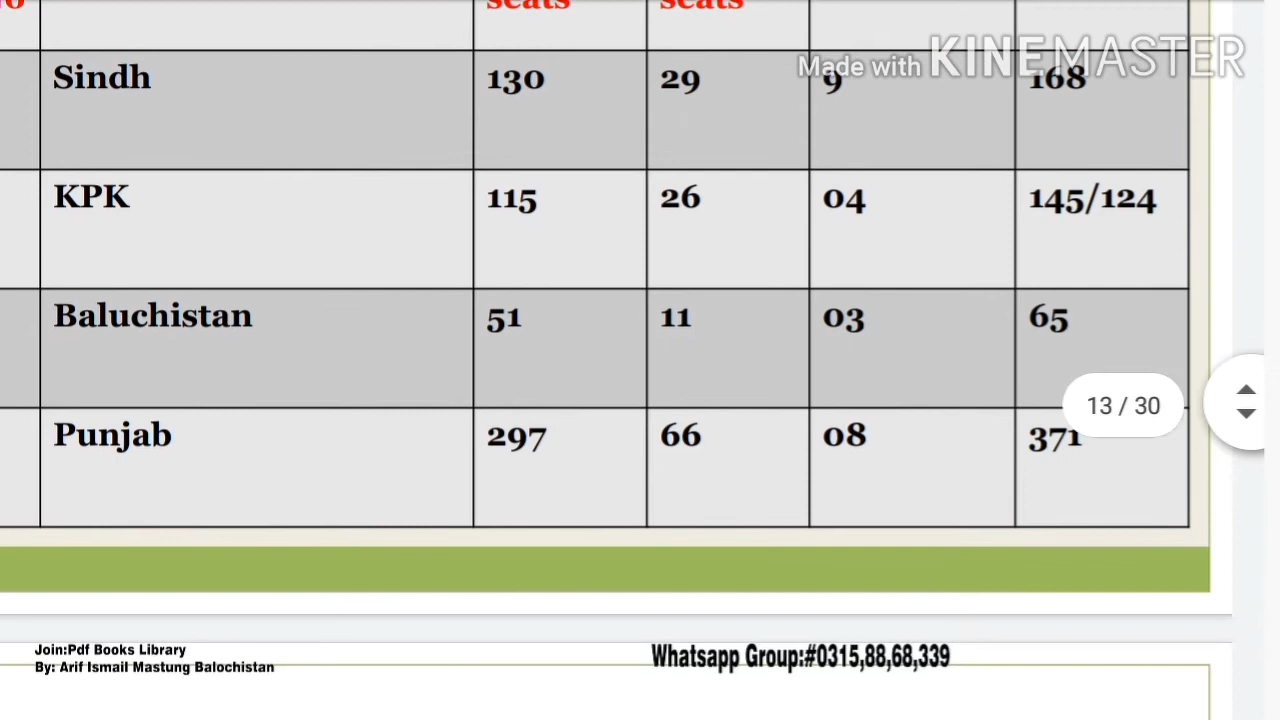 seats seats
Made with KINEMASTER
Sindh 130 29 9 168
KPK 115 26 04 145/124
Baluchistan 51 11 03 65
13 / 30
Punjab 297 66 08 371
Join:Pdf Books Library
By: Arif Ismail Mastung Balochistan
Whatsapp Group:#0315,88,68,339